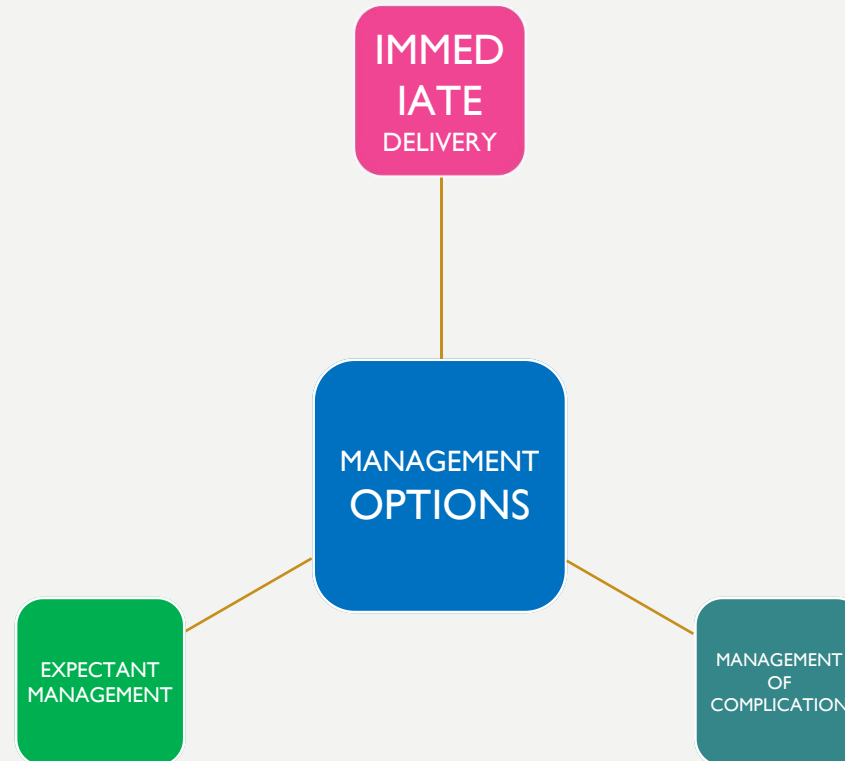 IMMED
IATE
DELIVERY
MANAGEMENT
OPTIONS
EXPECTANT
MANAGEMENT
MANAGEMENT
OF
COMPLICATION